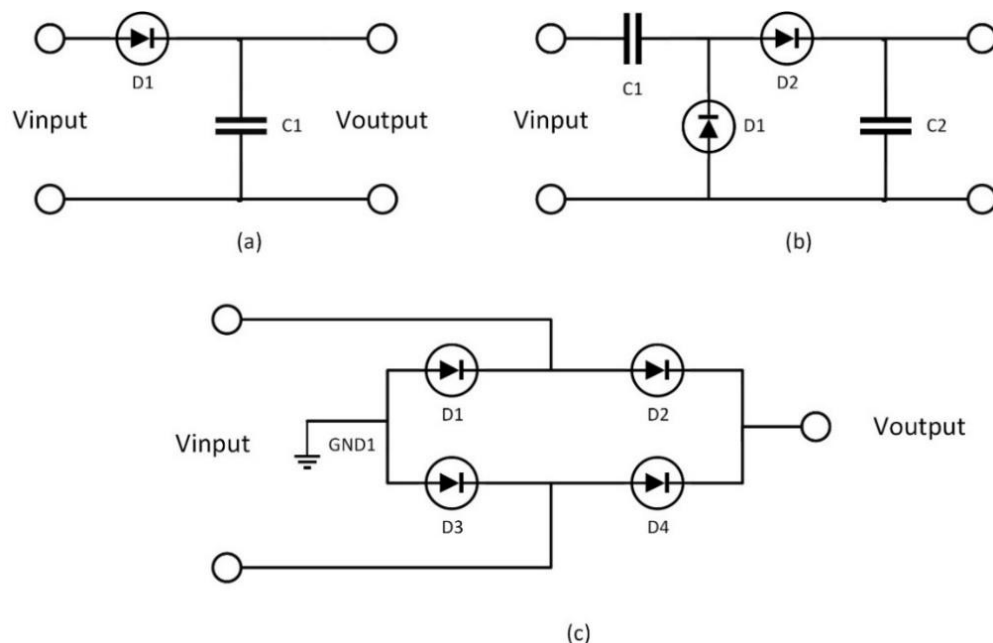 D1
Vinput
C1
Voutput
(a)
C1
D2
Vinput
D1
C2
(b)
D1
D2
Vinput
GND1
Voutput
D3
D4
(c)